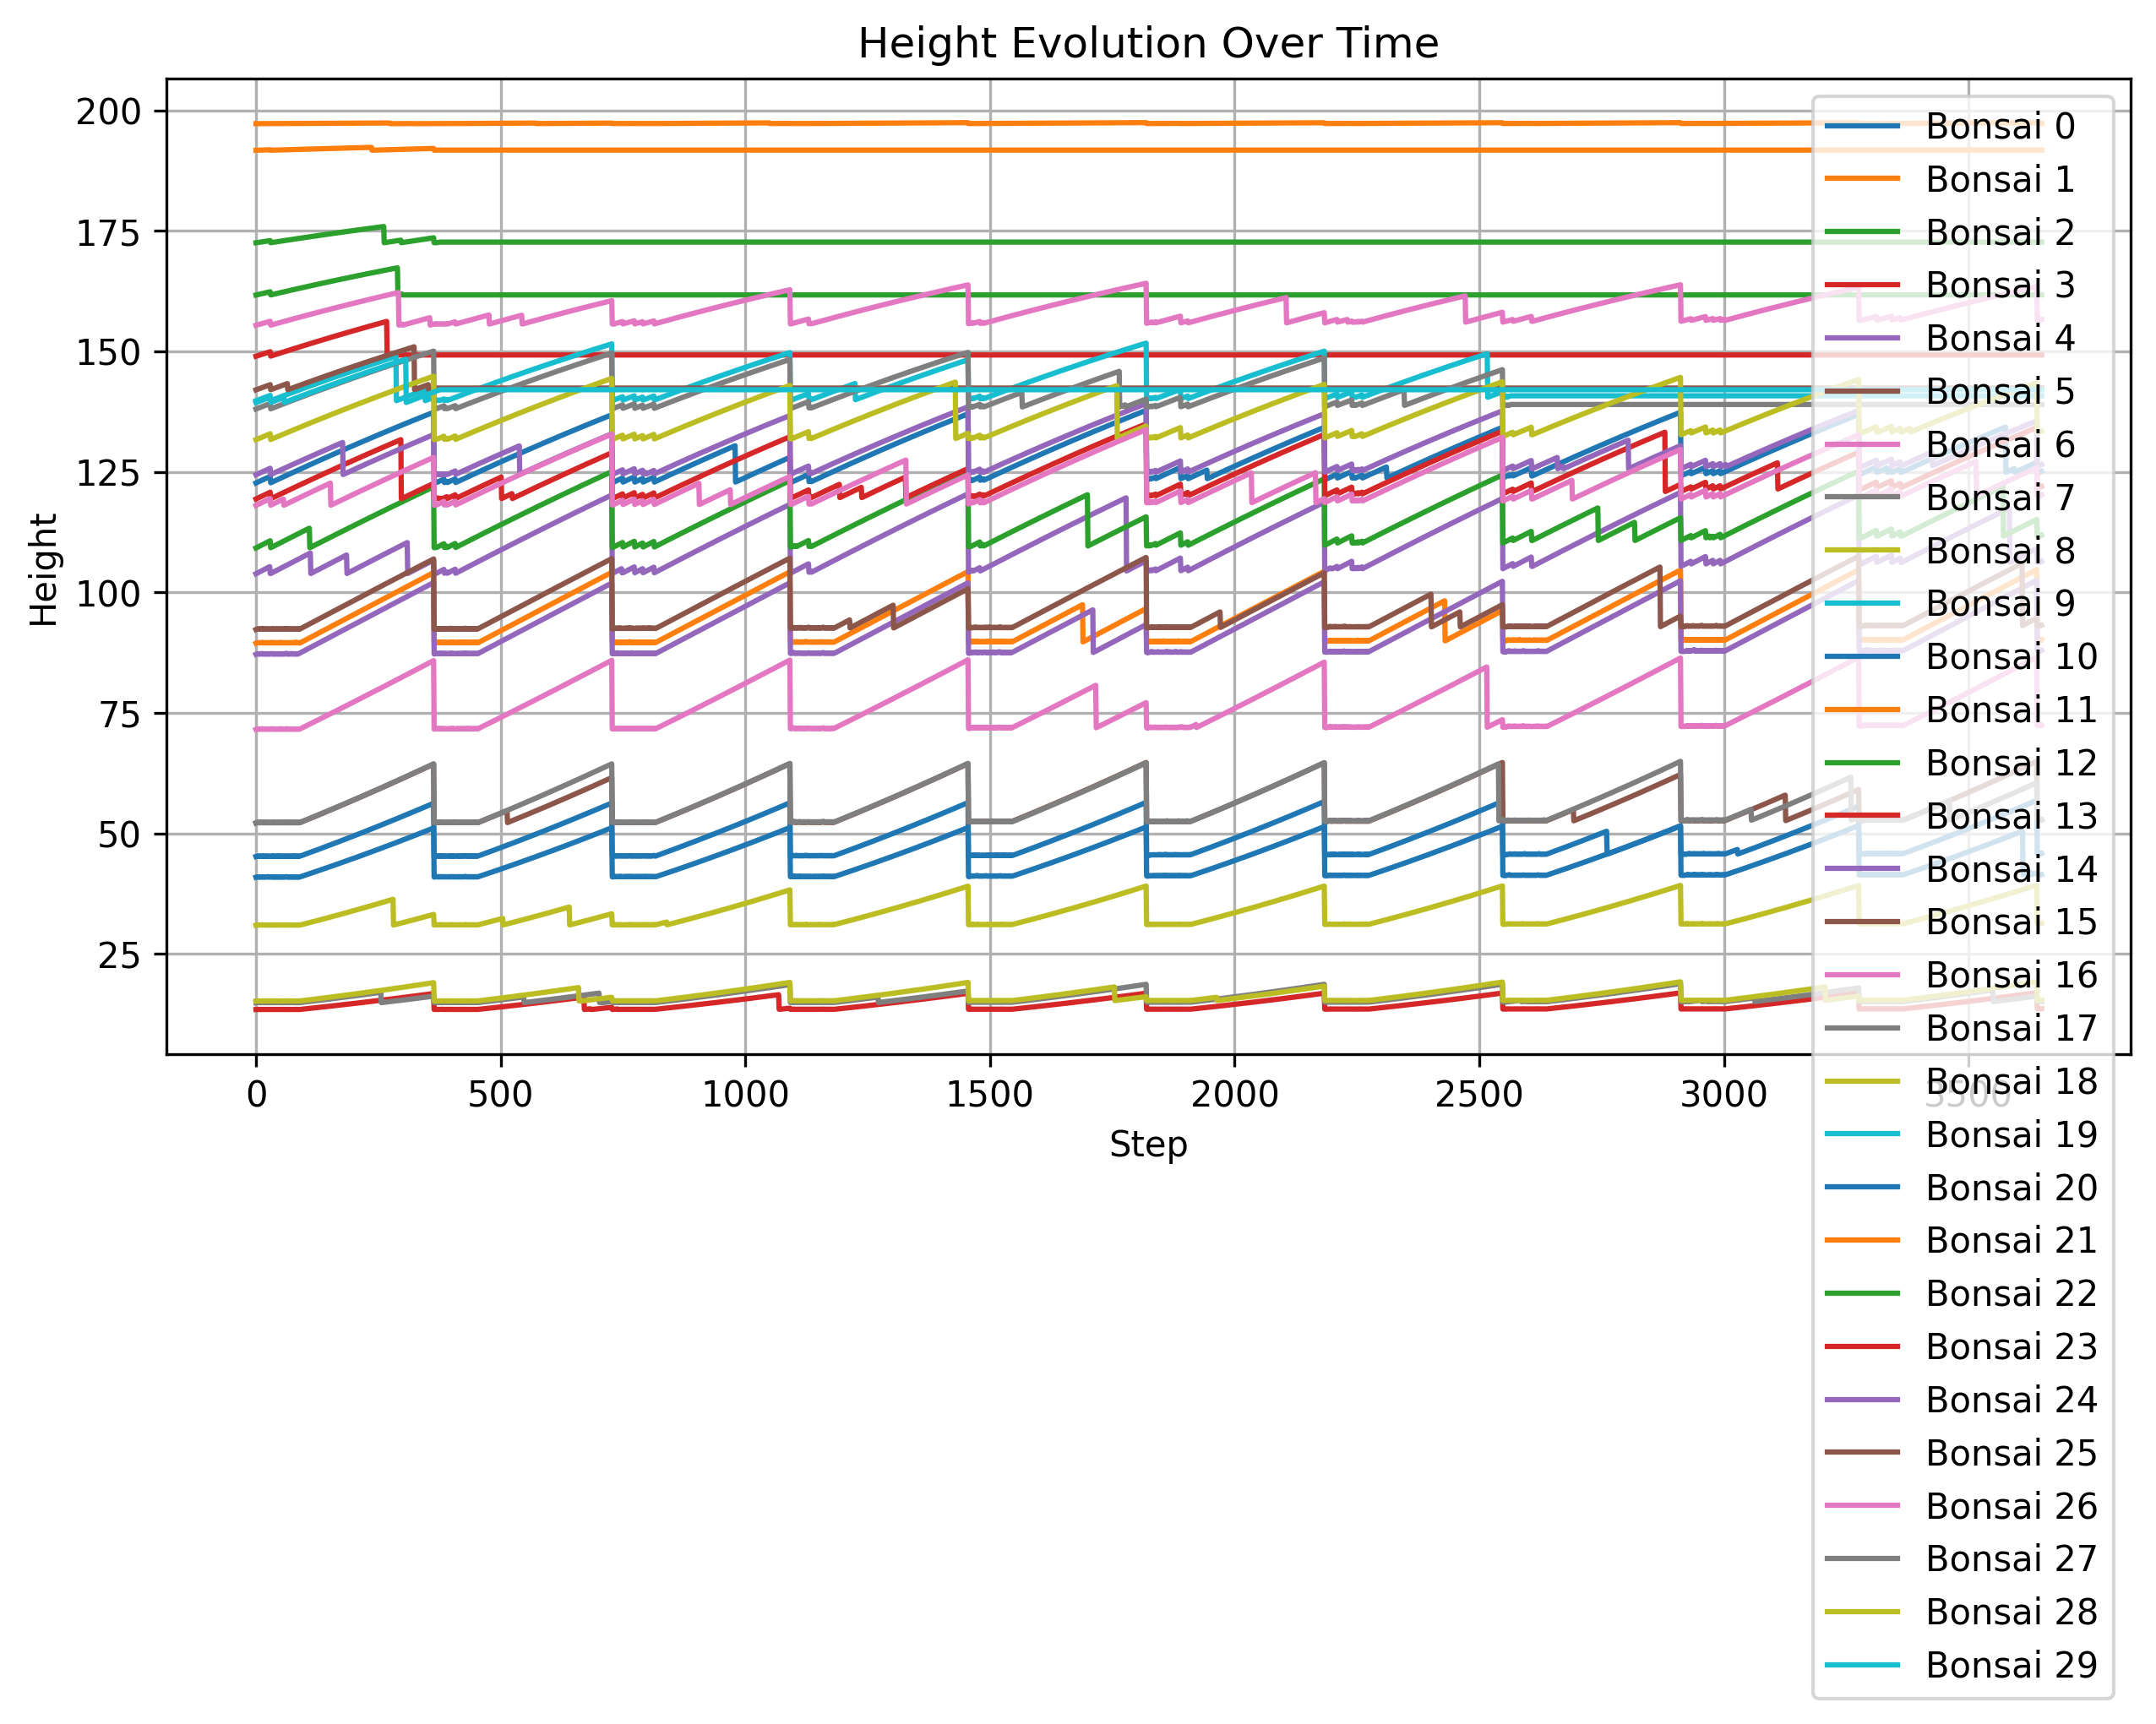 Height Evolution Over Time
Height
200
175
150
125
100
75
50
25
0
500
1000
1500
2000
2500
3000
3500
Step
Bonsai 0
Bonsai 1
Bonsai 2
Bonsai 3
Bonsai 4
Bonsai 5
Bonsai 6
Bonsai 7
Bonsai 8
Bonsai 9
Bonsai 10
Bonsai 11
Bonsai 12
Bonsai 13
Bonsai 14
Bonsai 15
Bonsai 16
Bonsai 17
Bonsai 18
Bonsai 19
Bonsai 20
Bonsai 21
Bonsai 22
Bonsai 23
Bonsai 24
Bonsai 25
Bonsai 26
Bonsai 27
Bonsai 28
Bonsai 29